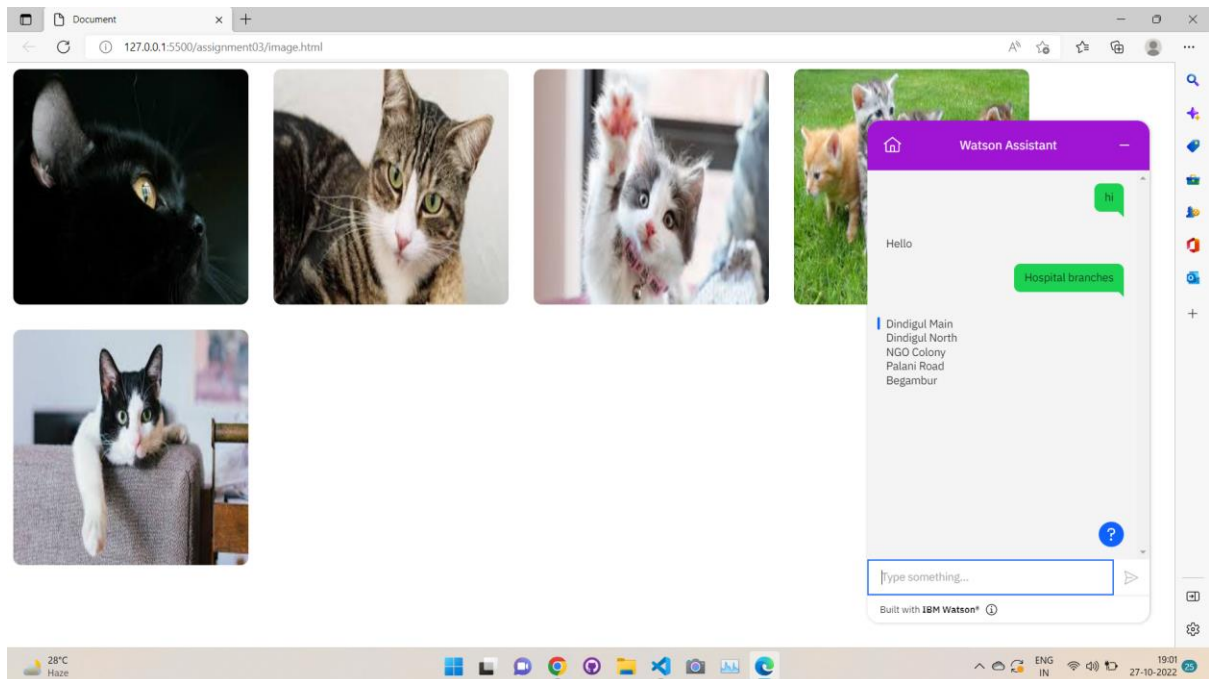 Document
127.0.0.1:5500/assignment03/image.html
Watson Assistant
hi
Hello
Hospital branches
Dindigul Main
Dindigul North
NGO Colony
Palani Road
Begambur
?
Type something...
Built with IBM Watson®
28°C
Haze
ENG
IN
19:01
27-10-2022
25